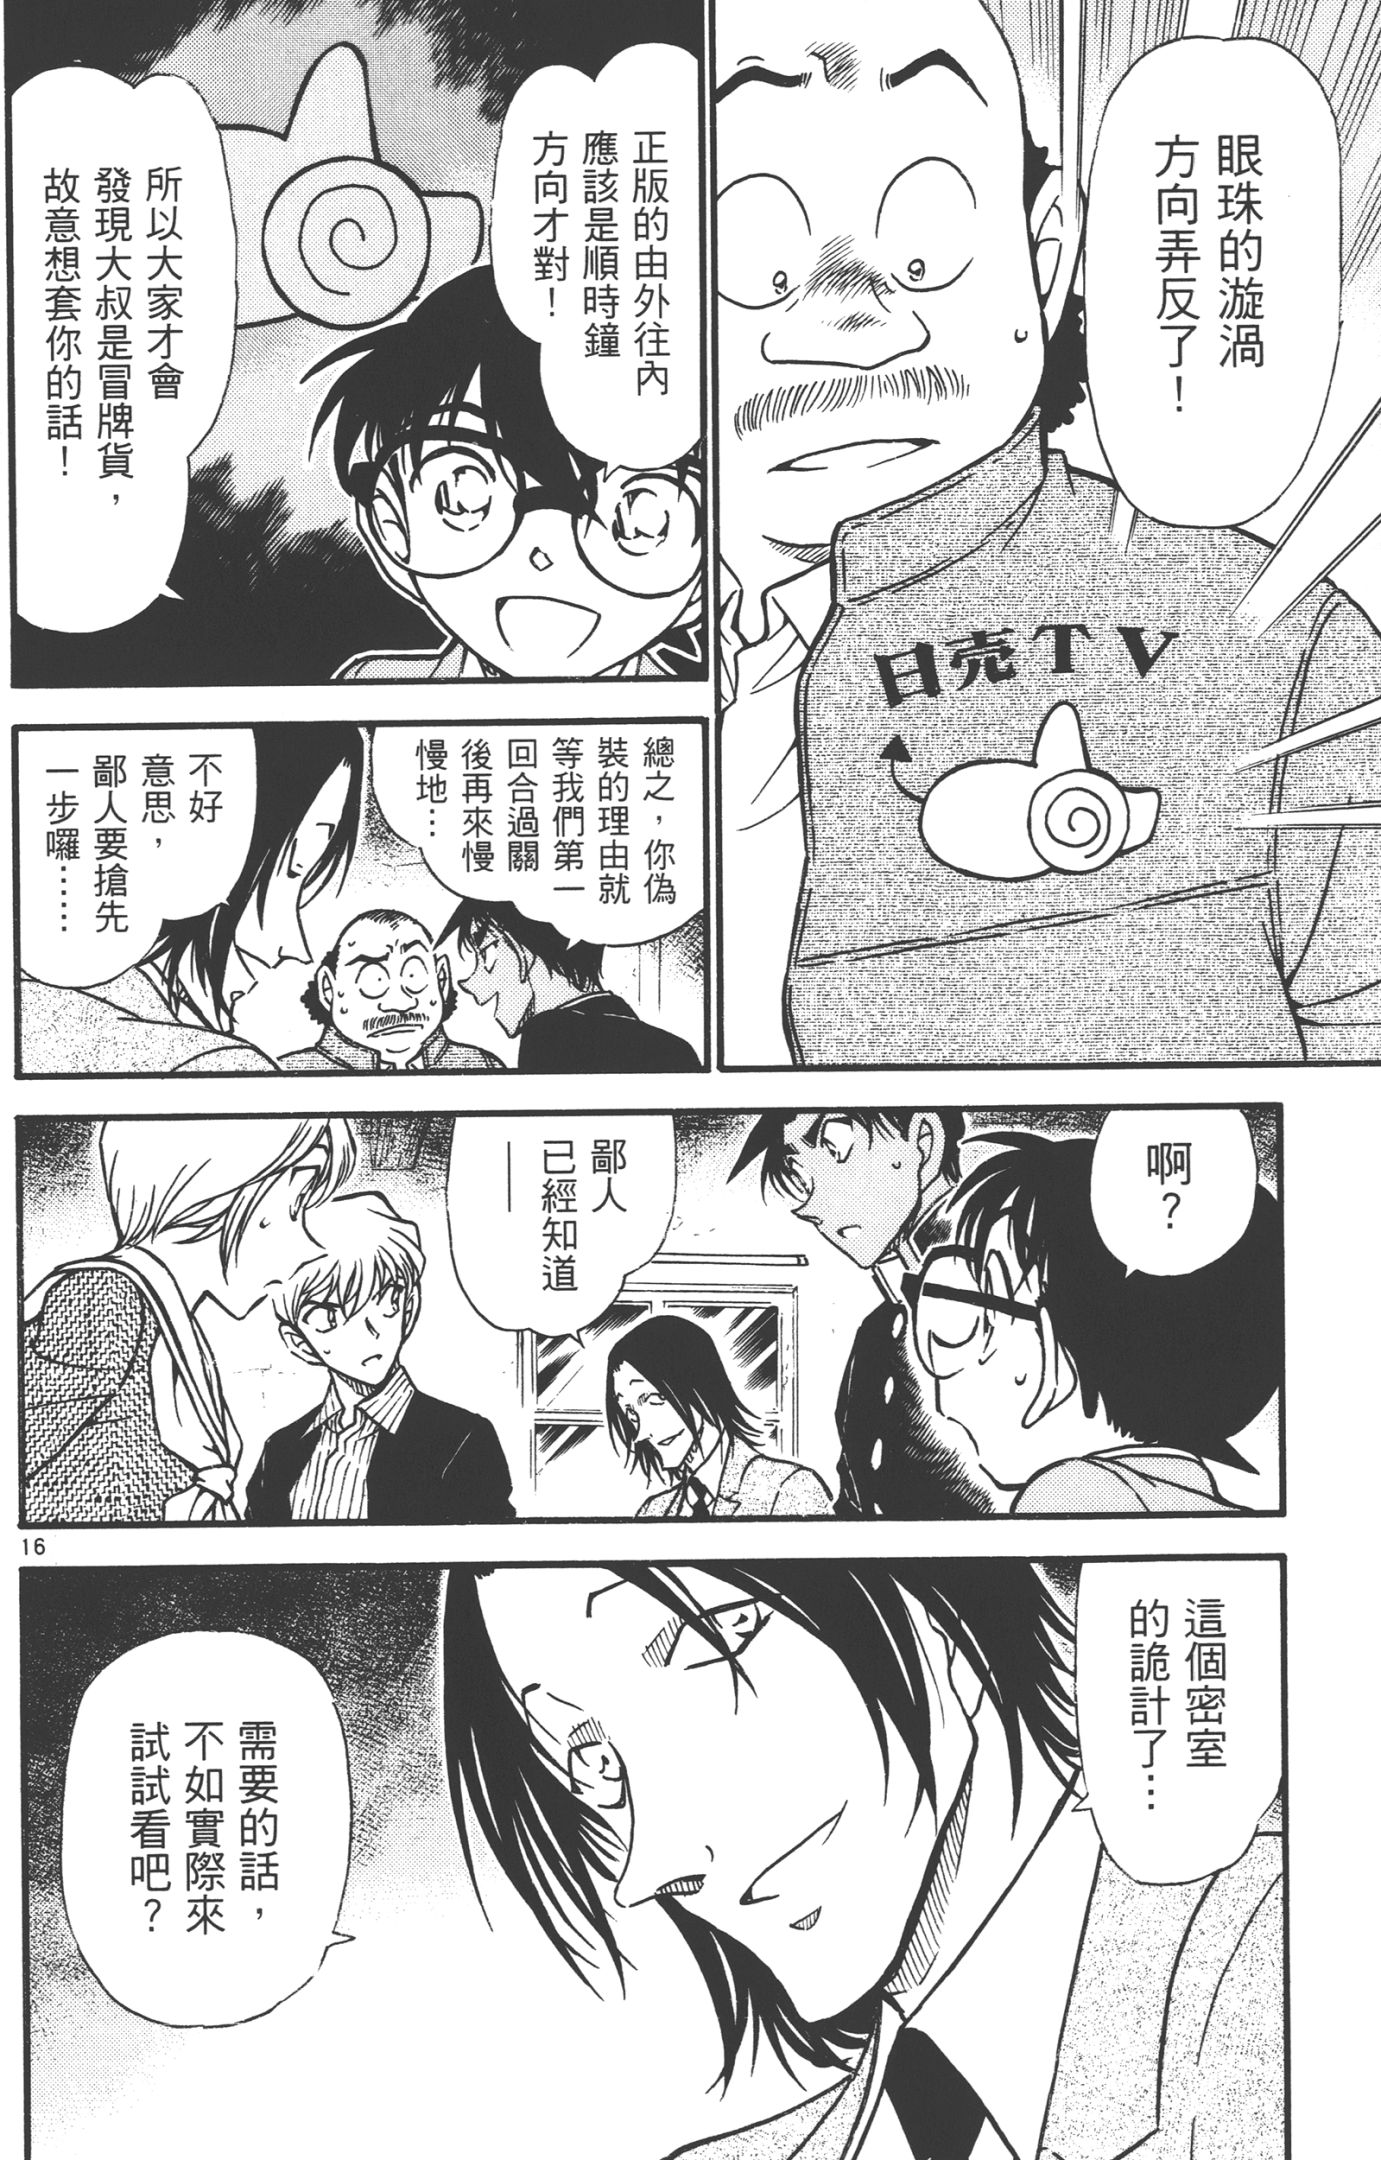 眼珠的漩渦
方向弄反了！
日売TV
正版的由外往內
應該是順時鐘
方向才對！
所以大家才會
發現大叔是冒牌貨，
故意想套你的話！
總之，你偽
裝的理由就
等我們第一
回合過關
後再來慢
慢地…
不好
意思，
鄙人要搶先
一步囉……
啊？
鄙人
已經知道
——
16
這個密室
的詭計了…
需要的話，
不如實際來
試試看吧？